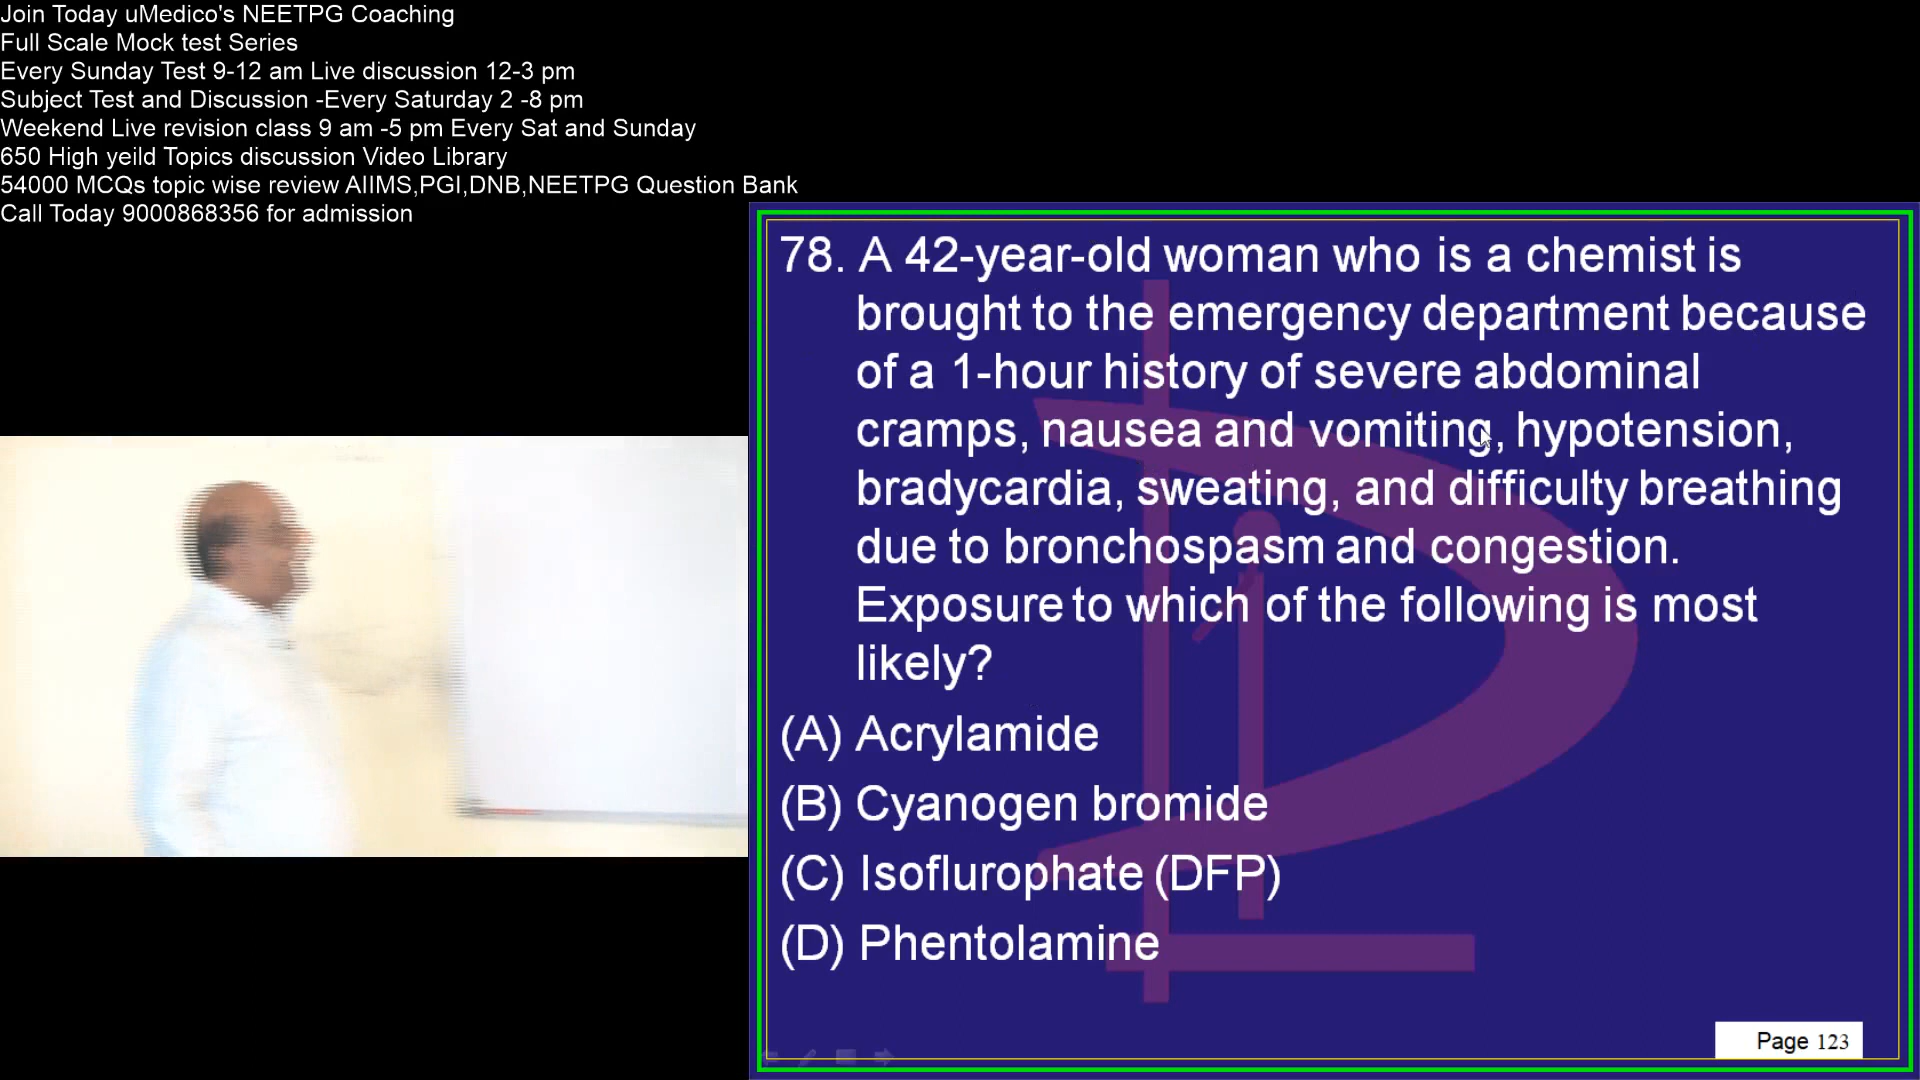 Join Today uMedico's NEETPG Coaching
Full Scale Mock test Series
Every Sunday Test 9-12 am Live discussion 12-3 pm
Subject Test and Discussion -Every Saturday 2 -8 pm
Weekend Live revision class 9 am -5 pm Every Sat and Sunday
650 High yeild Topics discussion Video Library
54000 MCQs topic wise review AIIMS,PGI,DNB,NEETPG Question Bank
Call Today 9000868356 for admission
78. A 42-year-old woman who is a chemist is
brought to the emergency department because
of a 1-hour history of severe abdominal
cramps, nausea and vomiting, hypotension,
bradycardia, sweating, and difficulty breathing
due to bronchospasm and congestion.
Exposure to which of the following is most
likely?
(A) Acrylamide
(B) Cyanogen bromide
(C) Isoflurophate (DFP)
(D) Phentolamine
Page 123